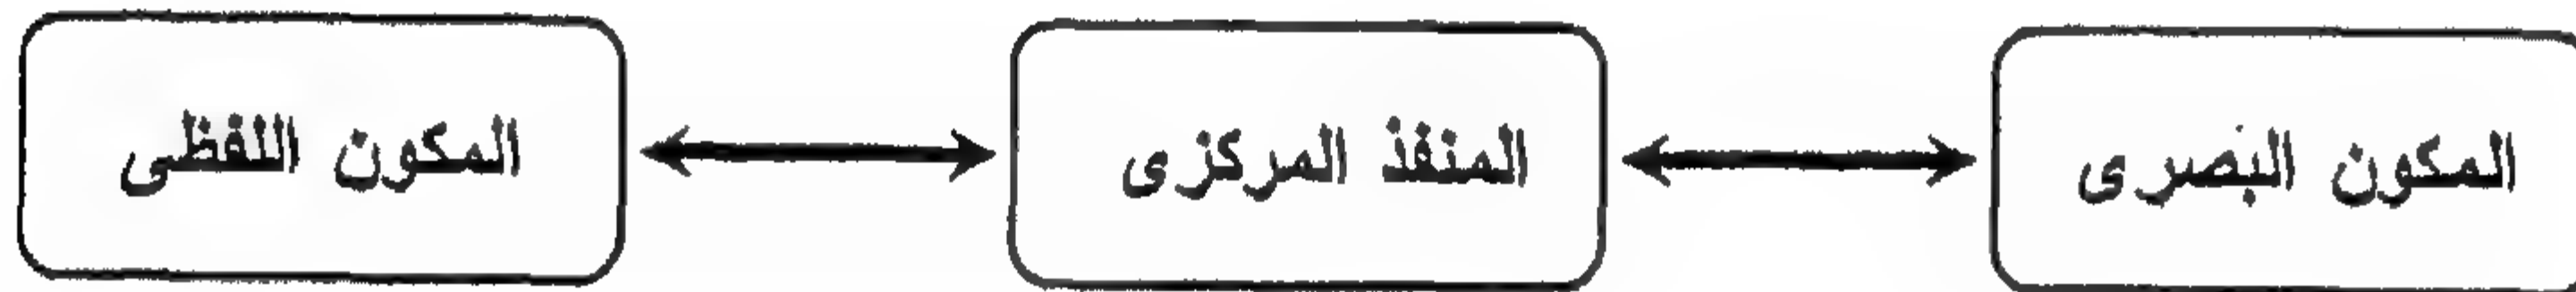 المكون البصرى
المنفذ المركزى
المكون اللفظى